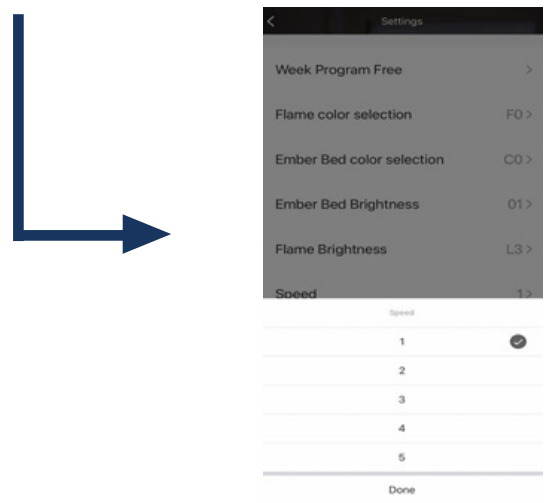 Settings
Week Program Free
Flame color selection F0
Ember Bed color selection C0
Ember Bed Brightness 01
Flame Brightness L3
Speed 1
Speed
1
2
3
4
5
Done